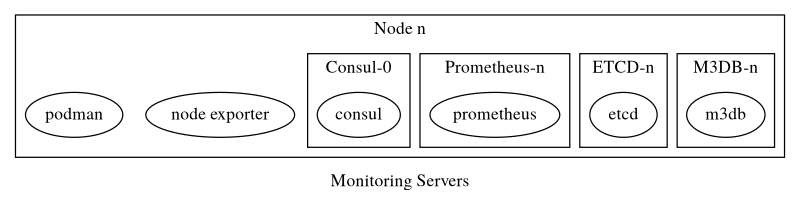 Node n
Consul-0
Prometheus-n
ETCD-n
M3DB-n
podman
node exporter
consul
prometheus
etcd
m3db
Monitoring Servers